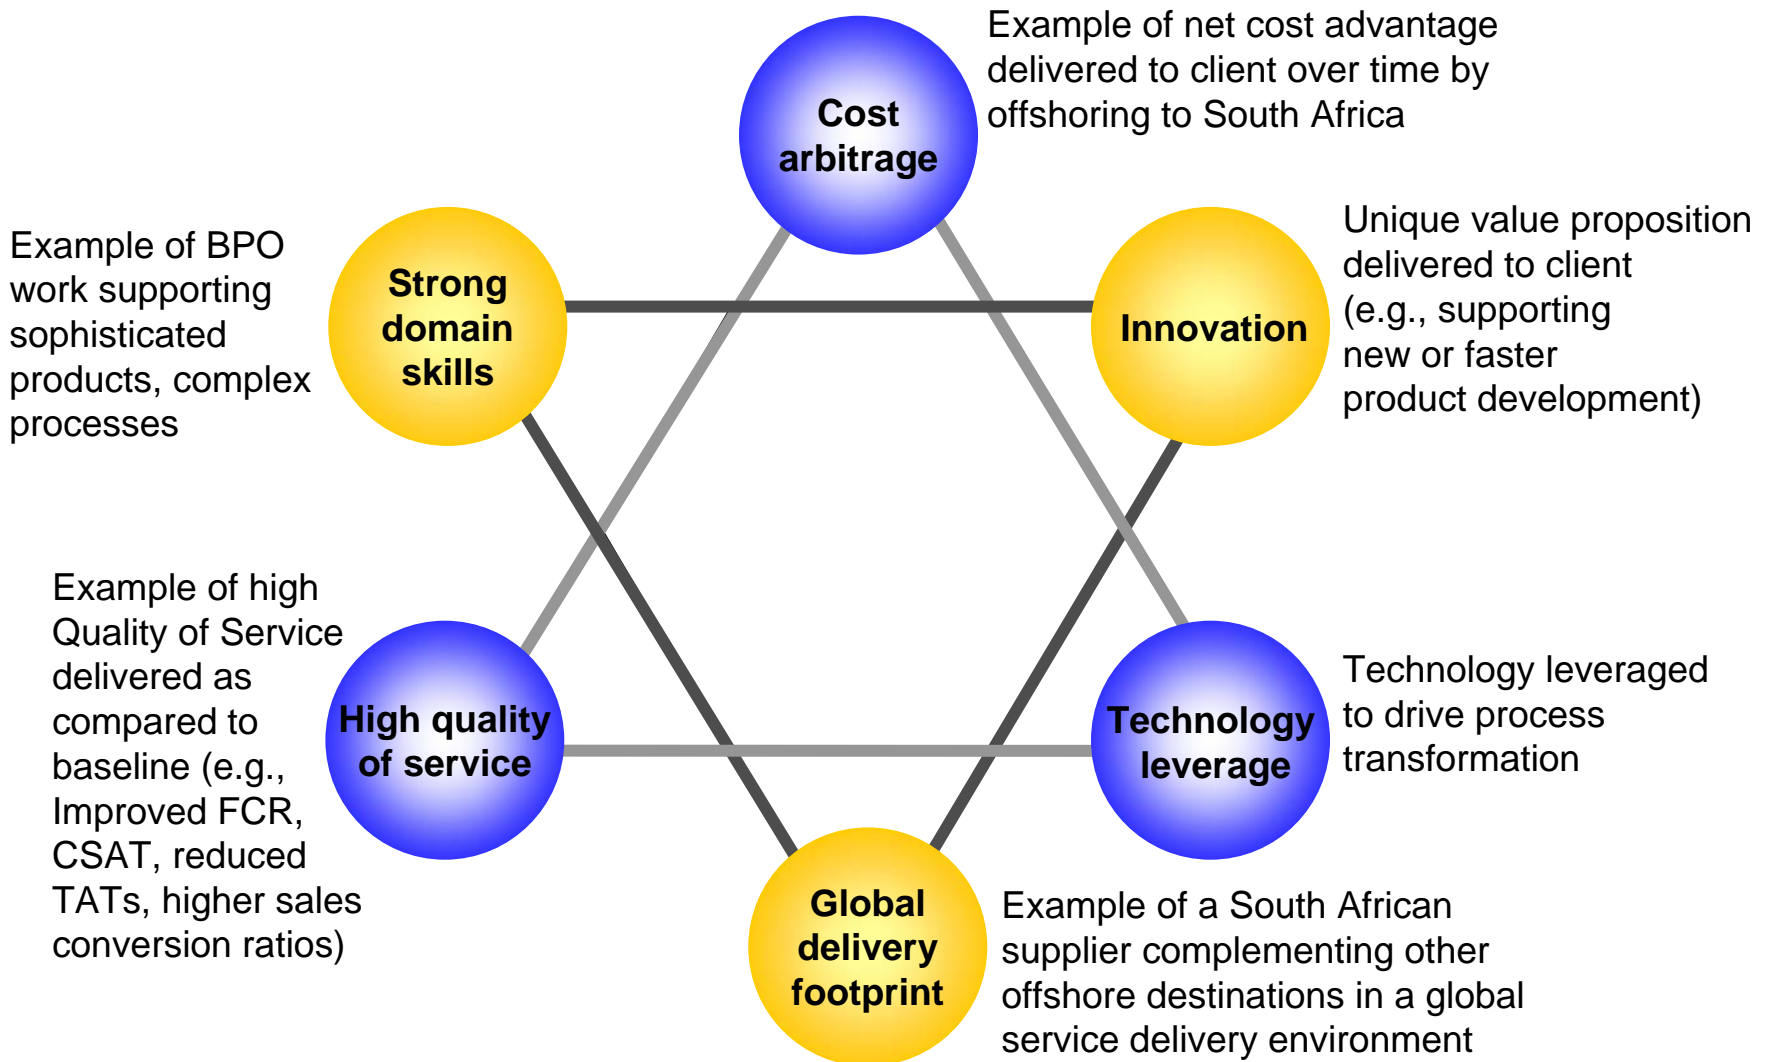 Example of net cost advantage
delivered to client over time by
offshoring to South Africa
Cost
arbitrage
Example of BPO
work supporting
sophisticated
products, complex
processes
Strong
domain
skills
Innovation
Unique value proposition
delivered to client
(e.g., supporting
new or faster
product development)
Example of high
Quality of Service
delivered as
compared to
baseline (e.g.,
Improved FCR,
CSAT, reduced
TATs, higher sales
conversion ratios)
High quality
of service
Technology
leverage
Technology leveraged
to drive process
transformation
Global
delivery
footprint
Example of a South African
supplier complementing other
offshore destinations in a global
service delivery environment